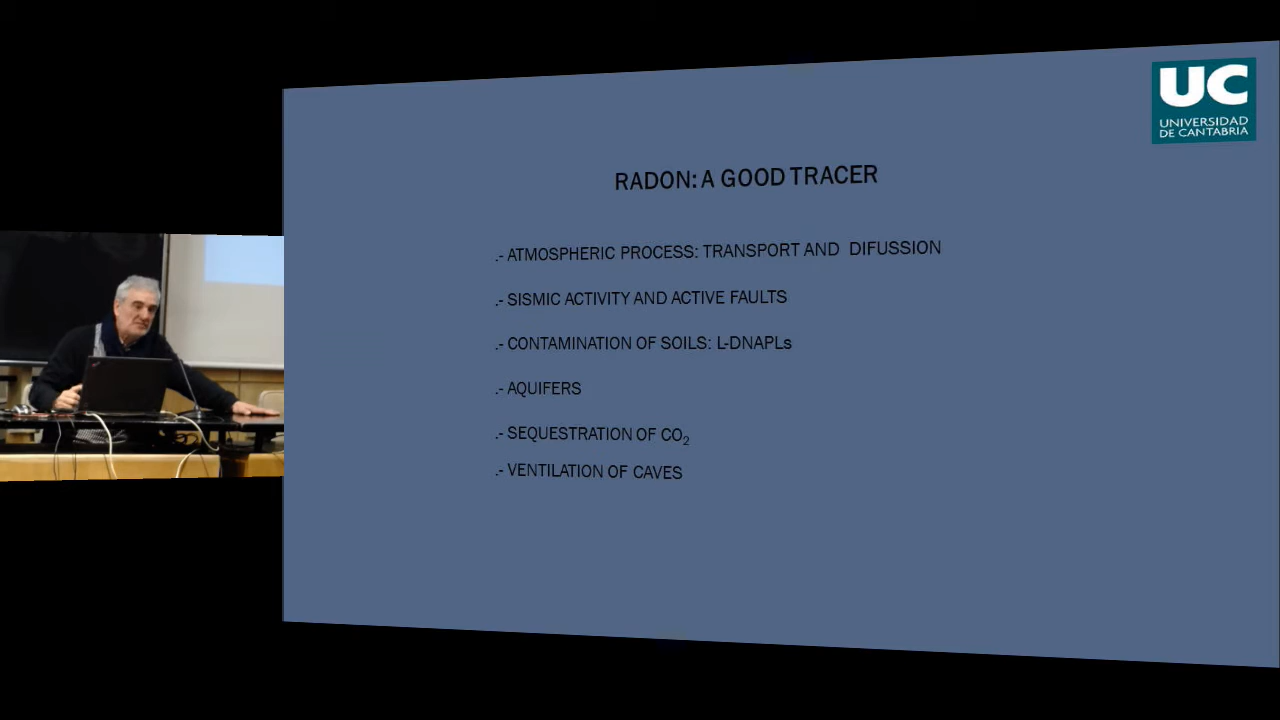 UC
UNIVERSIDAD
DE CANTABRIA
RADON: A GOOD TRACER
.- ATMOSPHERIC PROCESS: TRANSPORT AND DIFUSSION
.- SISMIC ACTIVITY AND ACTIVE FAULTS
.- CONTAMINATION OF SOILS: L-DNAPLs
.- AQUIFERS
.- SEQUESTRATION OF CO₂
.- VENTILATION OF CAVES